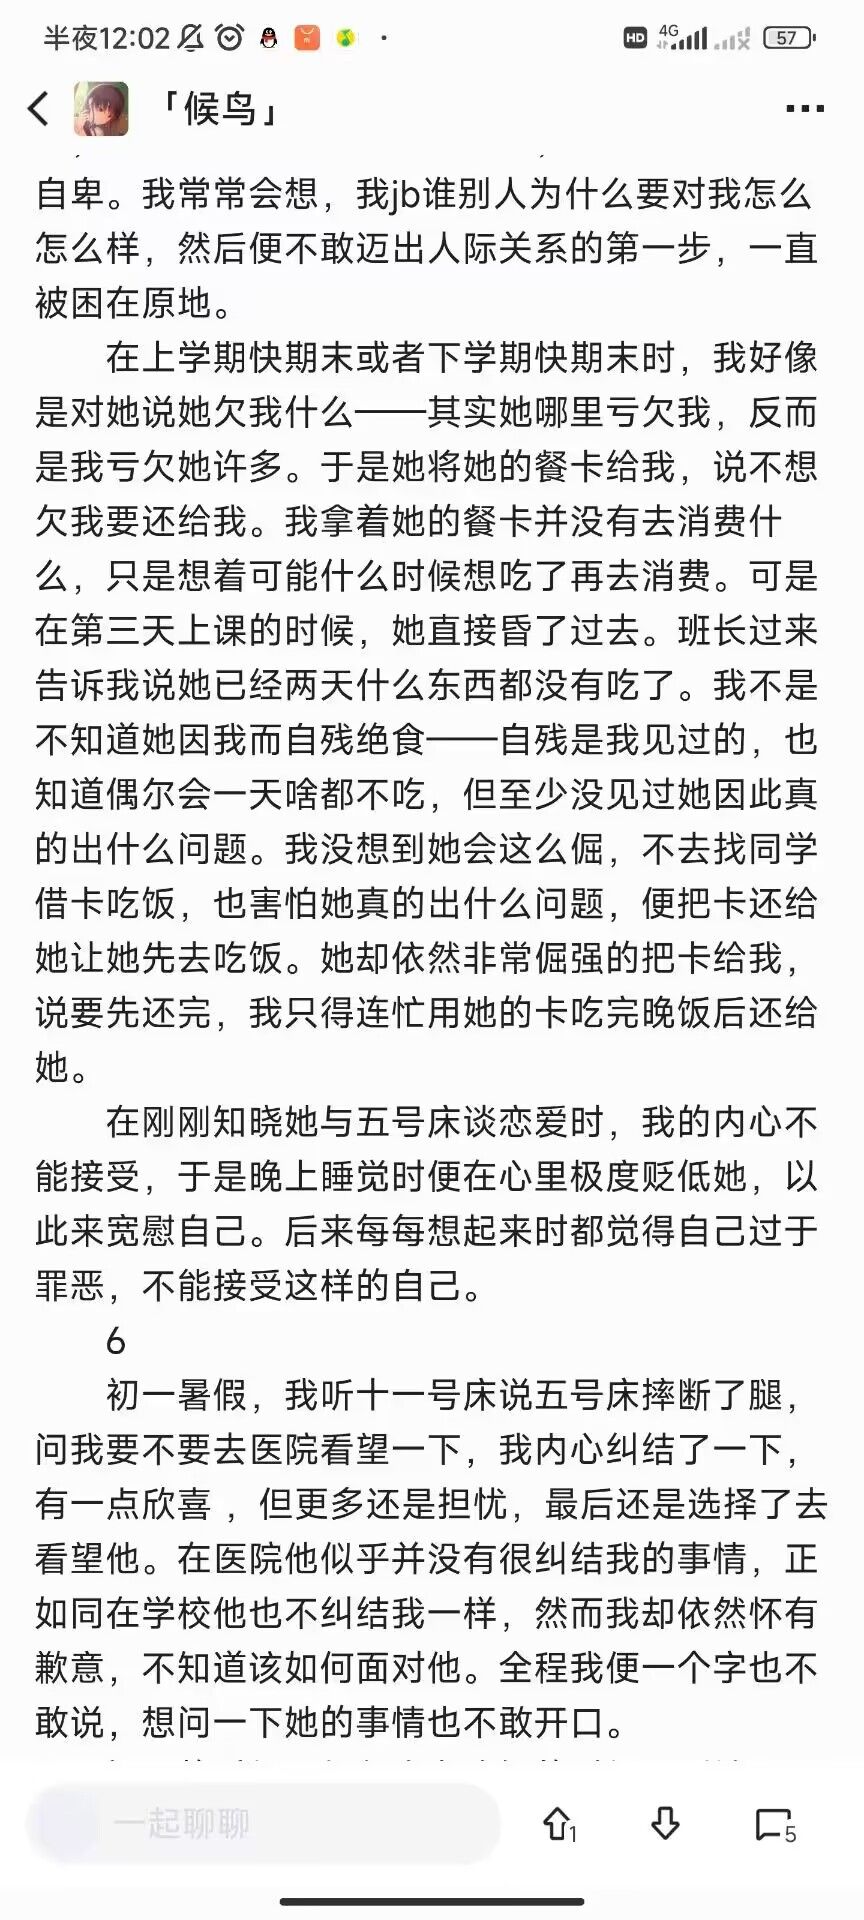 半夜12:02
HD 4G 57
「候鸟」
自卑。我常常会想，我jb谁别人为什么要对我怎么
怎么样，然后便不敢迈出人际关系的第一步，一直
被困在原地。
在上学期快期末或者下学期快期末时，我好像
是对她说她欠我什么——其实她哪里亏欠我，反而
是我亏欠她许多。于是她将她的餐卡给我，说不想
欠我要还给我。我拿着她的餐卡并没有去消费什
么，只是想着可能什么时候想吃了再去消费。可是
在第三天上课的时候，她直接昏了过去。班长过来
告诉我说她已经两天什么东西都没有吃了。我不是
不知道她因我而自残绝食——自残是我见过的，也
知道偶尔会一天啥都不吃，但至少没见过她因此真
的出什么问题。我没想到她会这么倔，不去找同学
借卡吃饭，也害怕她真的出什么问题，便把卡还给
她让她先去吃饭。她却依然非常倔强的把卡给我，
说要先还完，我只得连忙用她的卡吃完晚饭后还给
她。
在刚刚知晓她与五号床谈恋爱时，我的内心不
能接受，于是晚上睡觉时便在心里极度贬低她，以
此来宽慰自己。后来每每想起来时都觉得自己过于
罪恶，不能接受这样的自己。
6
初一暑假，我听十一号床说五号床摔断了腿，
问我要不要去医院看望一下，我内心纠结了一下，
有一点欣喜 ，但更多还是担忧，最后还是选择了去
看望他。在医院他似乎并没有很纠结我的事情，正
如同在学校他也不纠结我一样，然而我却依然怀有
歉意，不知道该如何面对他。全程我便一个字也不
敢说，想问一下她的事情也不敢开口。
一起聊聊
1
5